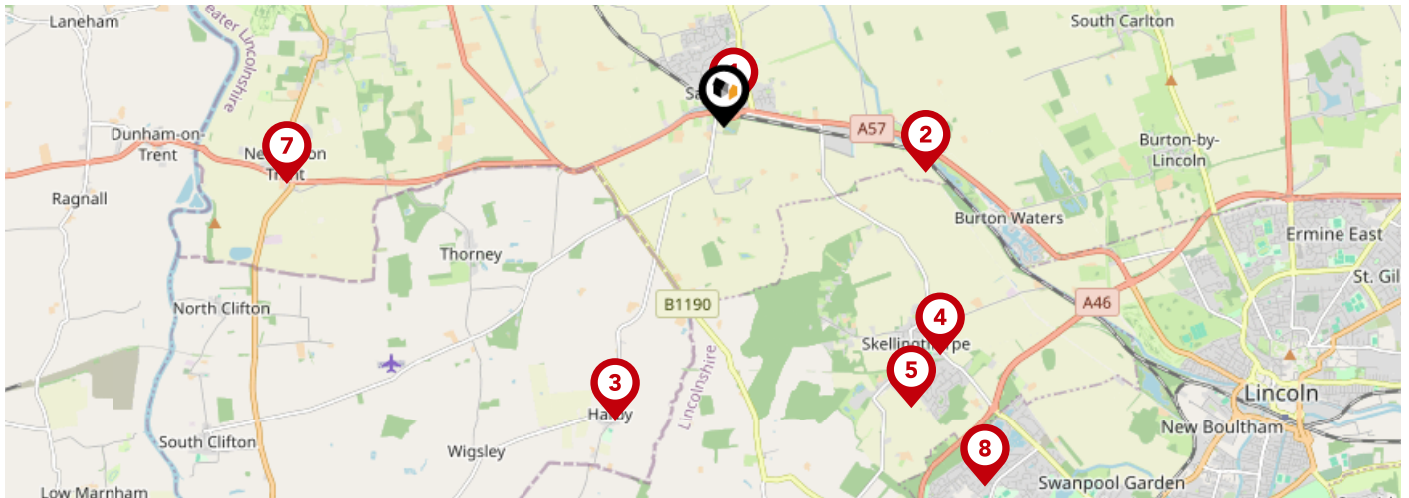 Laneham
South Carlton
eater Lincolnshire
A57
2
Dunham-on-
Trent
7
Trent
Burton-by-
Lincoln
Ragnall
Burton Waters
Ermine East
Thorney
St. Gil
North Clifton
B1190
A46
4
5
3
Lincolnshire
Lincoln
New Boultham
South Clifton
Wigsley
8
Swanpool Garden
Low Marnham